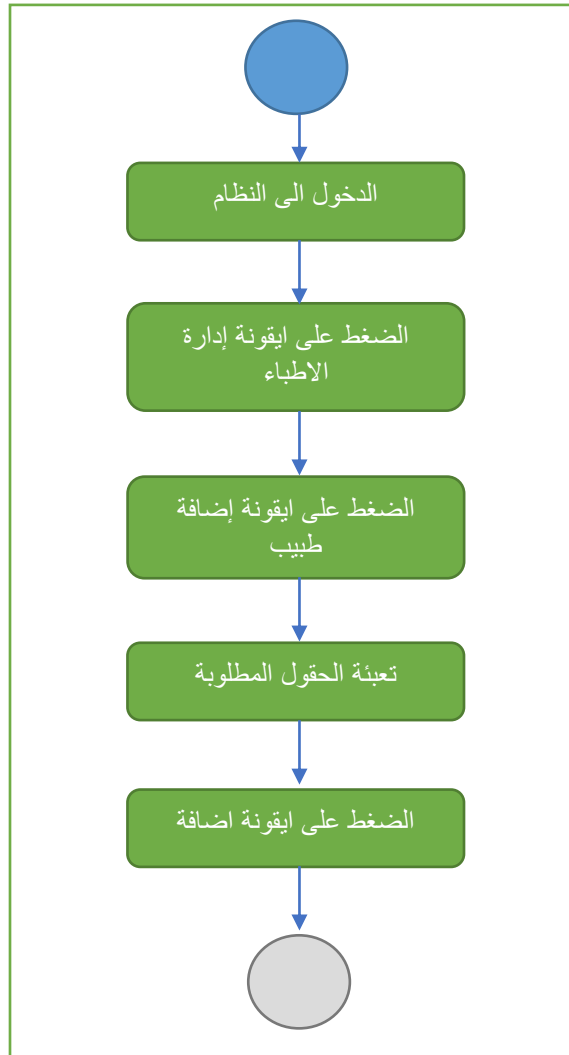 الدخول الى النظام
الضغط على ايقونة إدارة
الاطباء
الضغط على ايقونة إضافة
طبيب
تعبئة الحقول المطلوبة
الضغط على ايقونة اضافة